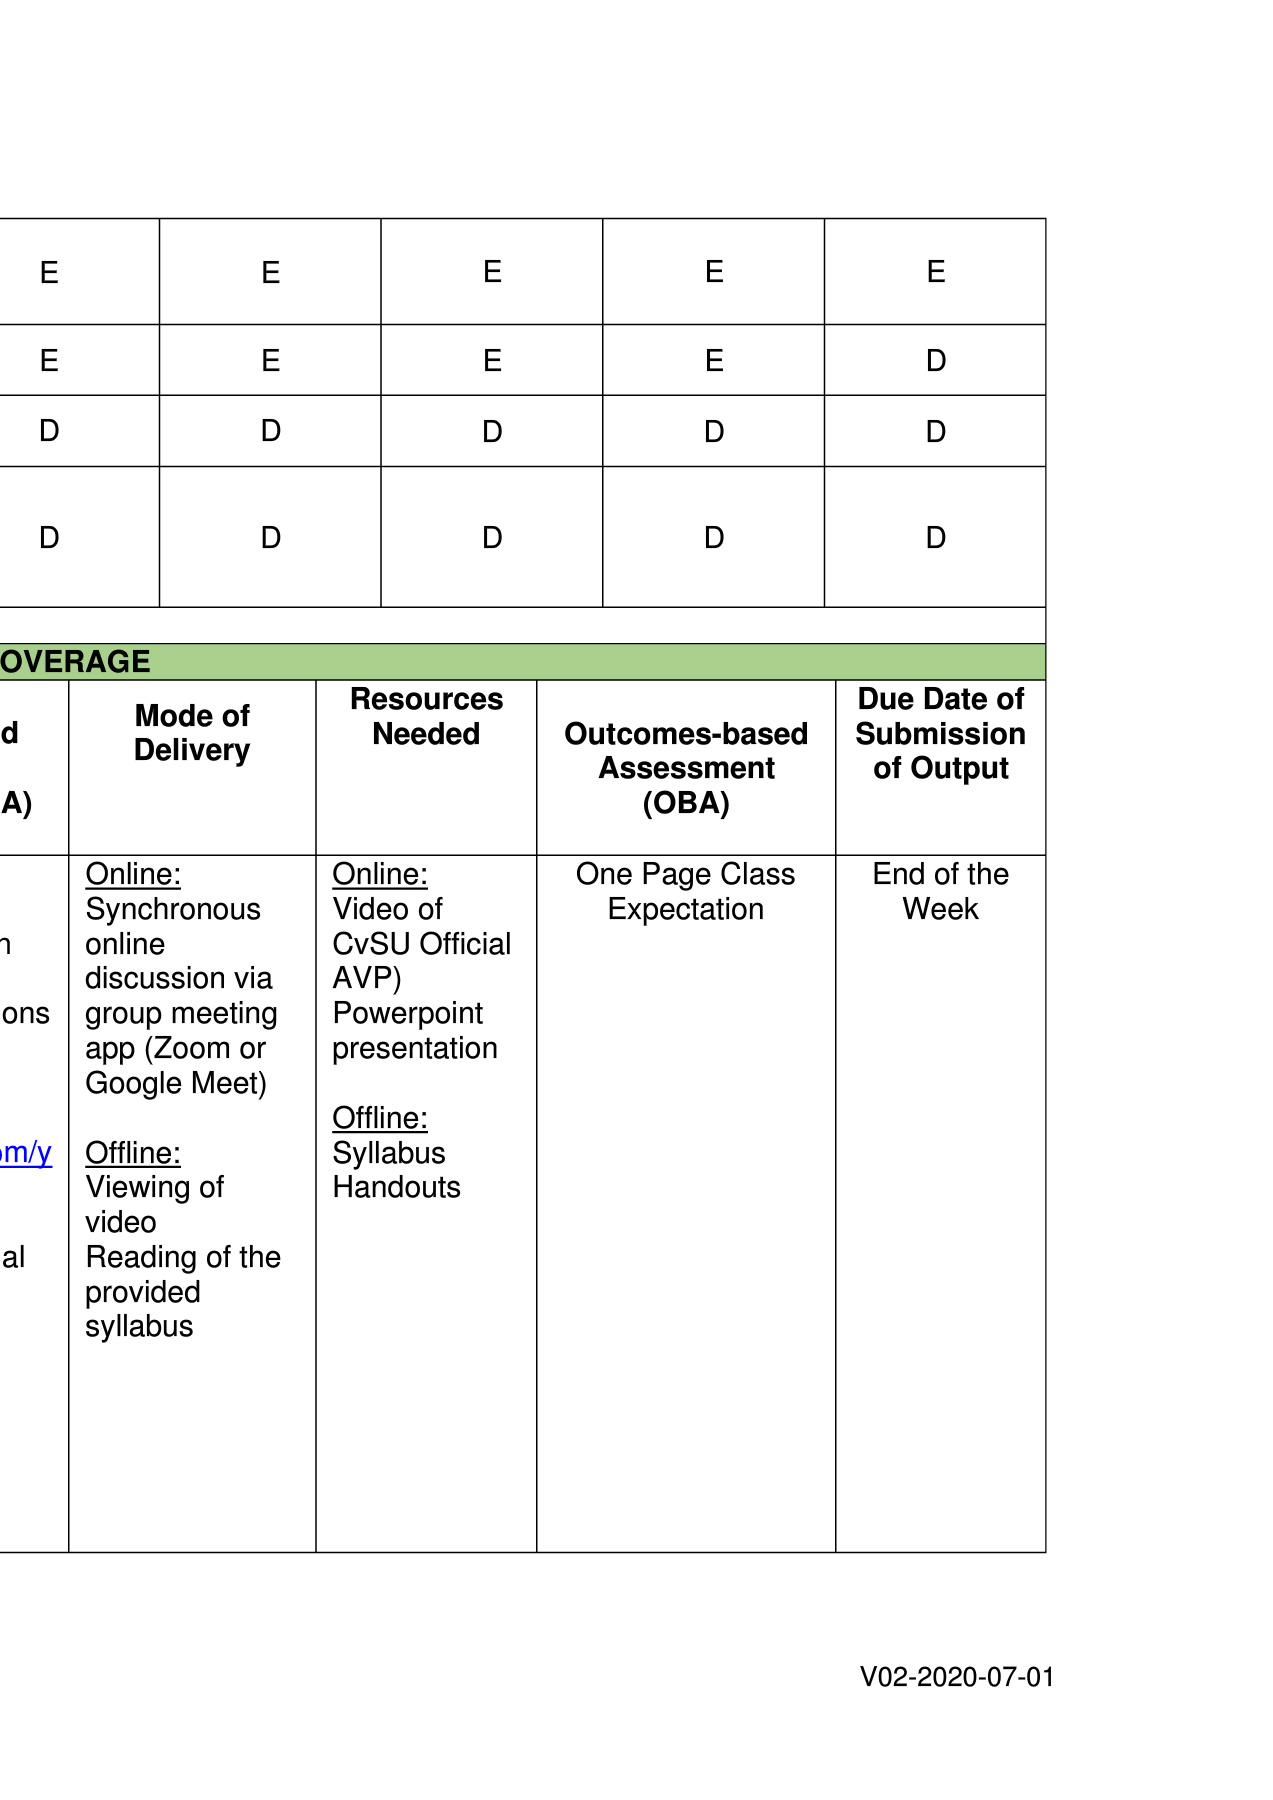 E E E E E
E E E E D
D D D D D
D D D D D
OVERAGE
d
A)
Mode of
Delivery
Resources
Needed
Outcomes-based
Assessment
(OBA)
Due Date of
Submission
of Output
n
ons
om/y
al
Online:
Synchronous
online
discussion via
group meeting
app (Zoom or
Google Meet)
Offline:
Viewing of
video
Reading of the
provided
syllabus
Online:
Video of
CvSU Official
AVP)
Powerpoint
presentation
Offline:
Syllabus
Handouts
One Page Class
Expectation
End of the
Week
V02-2020-07-01